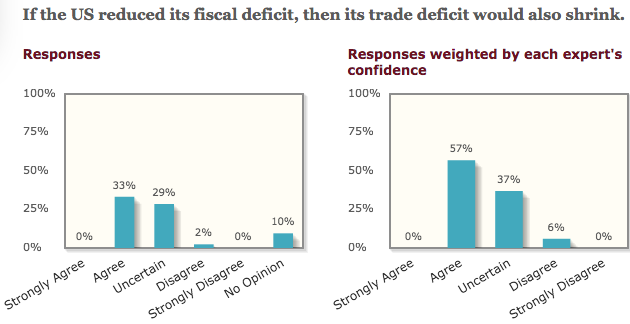 If the US reduced its fiscal deficit, then its trade deficit would also shrink.
Responses
100%
75%
50%
25%
0%
0%
33%
29%
2%
0%
10%
Strongly Agree
Agree
Uncertain
Disagree
Strongly Disagree
No Opinion
Responses weighted by each expert's
confidence
100%
75%
50%
25%
0%
0%
57%
37%
6%
0%
Strongly Agree
Agree
Uncertain
Disagree
Strongly Disagree